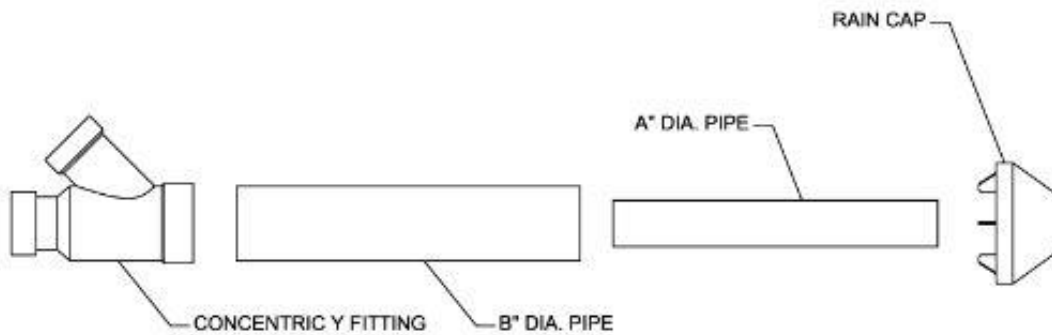 RAIN CAP
A" DIA. PIPE
CONCENTRIC Y FITTING
B" DIA. PIPE